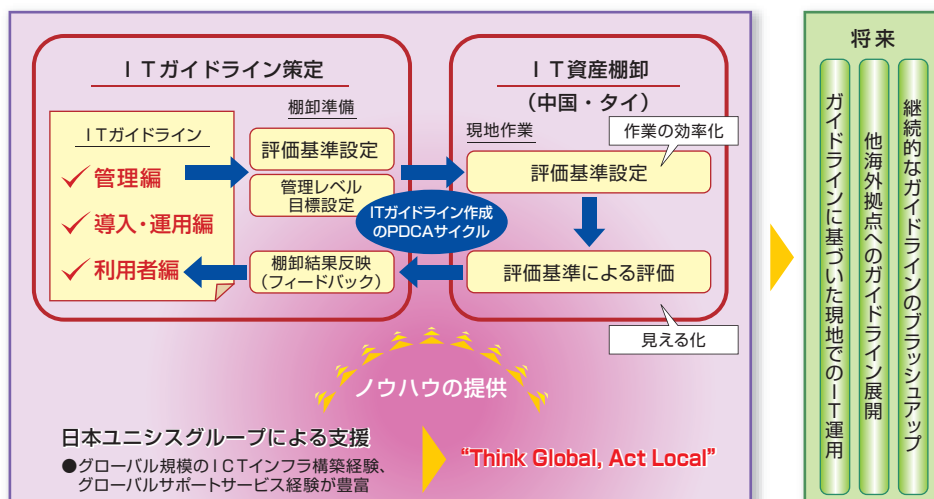 ITガイドライン策定
棚卸準備
ITガイドライン
管理編
導入・運用編
利用者編
評価基準設定
管理レベル
目標設定
棚卸結果反映
(フィードバック)
ITガイドライン作成
のPDCAサイクル
IT資産棚卸
(中国・タイ)
現地作業
作業の効率化
評価基準設定
評価基準による評価
見える化
ノウハウの提供
日本ユニシスグループによる支援
●グローバル規模のICTインフラ構築経験、
グローバルサポートサービス経験が豊富
“Think Global, Act Local”
将来
継続的なガイドラインのブラッシュアップ
他海外拠点へのガイドライン展開
ガイドラインに基づいた現地でのIT運用